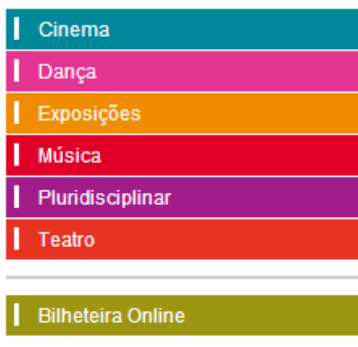 Cinema
Dança
Exposições
Música
Pluridisciplinar
Teatro
Bilheteira Online